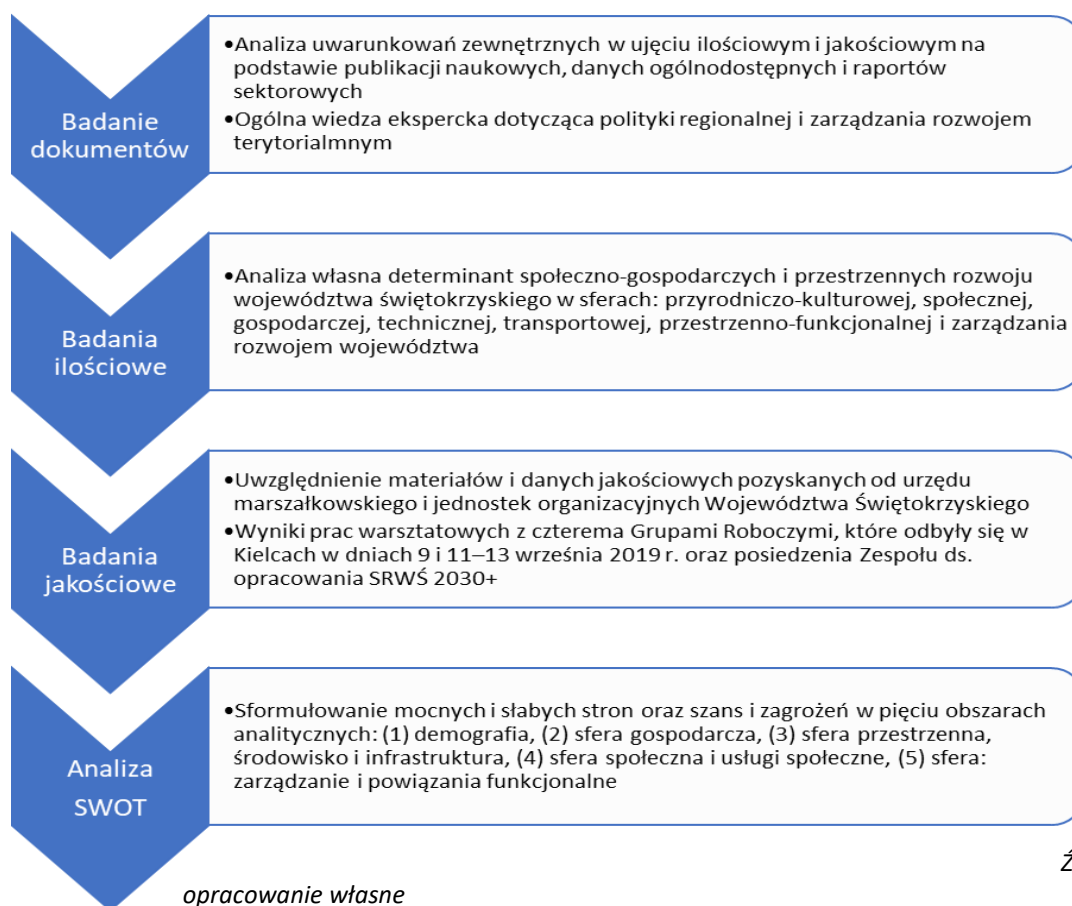 Badanie
dokumentów
•Analiza uwarunkowań zewnętrznych w ujęciu ilościowym i jakościowym na
podstawie publikacji naukowych, danych ogólnodostępnych i raportów
sektorowych
•Ogólna wiedza ekspercka dotycząca polityki regionalnej i zarządzania rozwojem
terytorialmnym
Badania
ilościowe
•Analiza własna determinant społeczno-gospodarczych i przestrzennych rozwoju
województwa świętokrzyskiego w sferach: przyrodniczo-kulturowej, społecznej,
gospodarczej, technicznej, transportowej, przestrzenno-funkcjonalnej i zarządzania
rozwojem województwa
Badania
jakościowe
•Uwzględnienie materiałów i danych jakościowych pozyskanych od urzędu
marszałkowskiego i jednostek organizacyjnych Województwa Świętokrzyskiego
•Wyniki prac warsztatowych z czterema Grupami Roboczymi, które odbyły się w
Kielcach w dniach 9 i 11–13 września 2019 r. oraz posiedzenia Zespołu ds.
opracowania SRWŚ 2030+
Analiza
SWOT
•Sformułowanie mocnych i słabych stron oraz szans i zagrożeń w pięciu obszarach
analitycznych: (1) demografia, (2) sfera gospodarcza, (3) sfera przestrzenna,
środowisko i infrastruktura, (4) sfera społeczna i usługi społeczne, (5) sfera:
zarządzanie i powiązania funkcjonalne
Ź
opracowanie własne